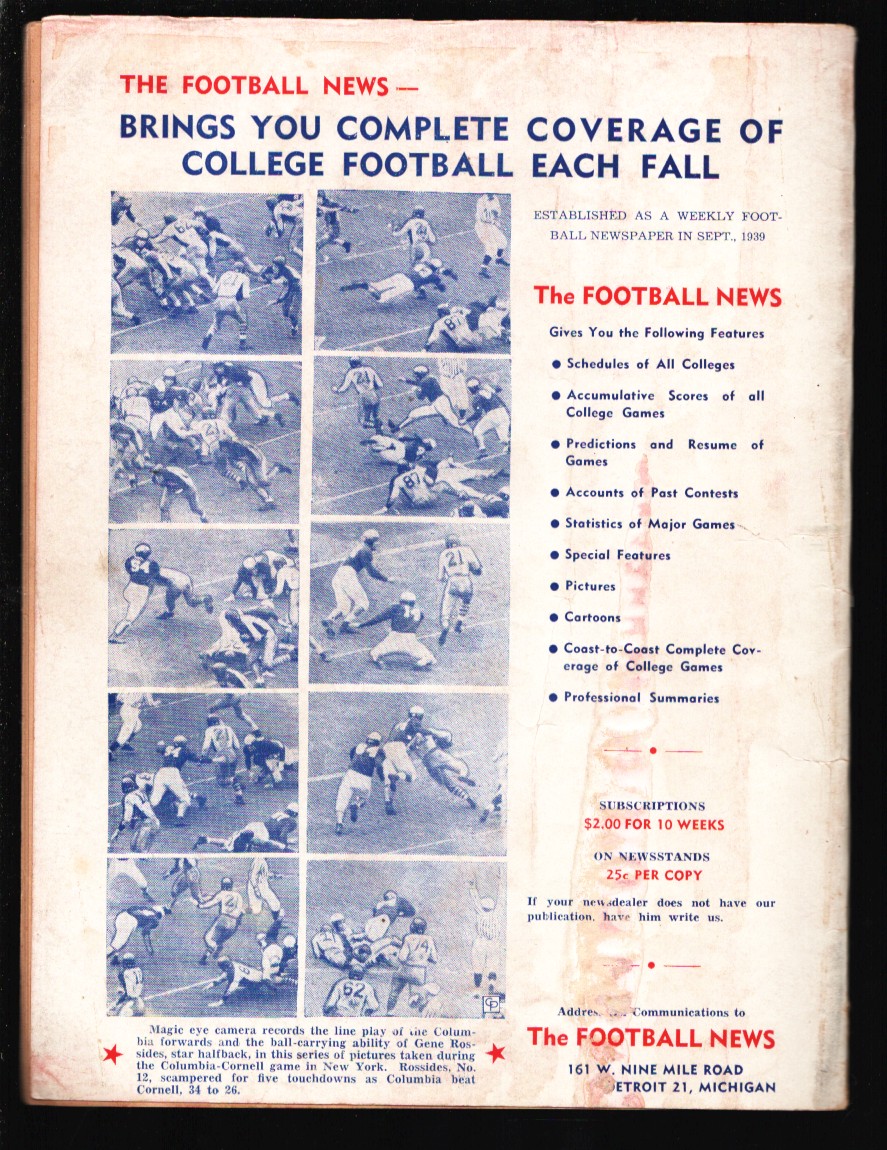 THE FOOTBALL NEWS —
BRINGS YOU COMPLETE COVERAGE OF
COLLEGE FOOTBALL EACH FALL
ESTABLISHED AS A WEEKLY FOOT-
BALL NEWSPAPER IN SEPT., 1939
The FOOTBALL NEWS
Gives You the Following Features
● Schedules of All Colleges
● Accumulative Scores of all
College Games
● Predictions and Resume of
Games
● Accounts of Past Contests
● Statistics of Major Games
● Special Features
● Pictures
● Cartoons
● Coast-to-Coast Complete Cov-
erage of College Games
● Professional Summaries
SUBSCRIPTIONS
$2.00 FOR 10 WEEKS
ON NEWSSTANDS
25c PER COPY
If your newsdealer does not have our
publication, have him write us.
Communications to
The FOOTBALL NEWS
161 W. NINE MILE ROAD
ETROIT 21, MICHIGAN
Magic eye camera records the line play of the Colum-
bia forwards and the ball-carrying ability of Gene Ros-
sides, star halfback, in this series of pictures taken during
the Columbia-Cornell game in New York. Rossides, No.
12, scampered for five touchdowns as Columbia beat
Cornell, 34 to 26.
24
87
94
21
62
CP